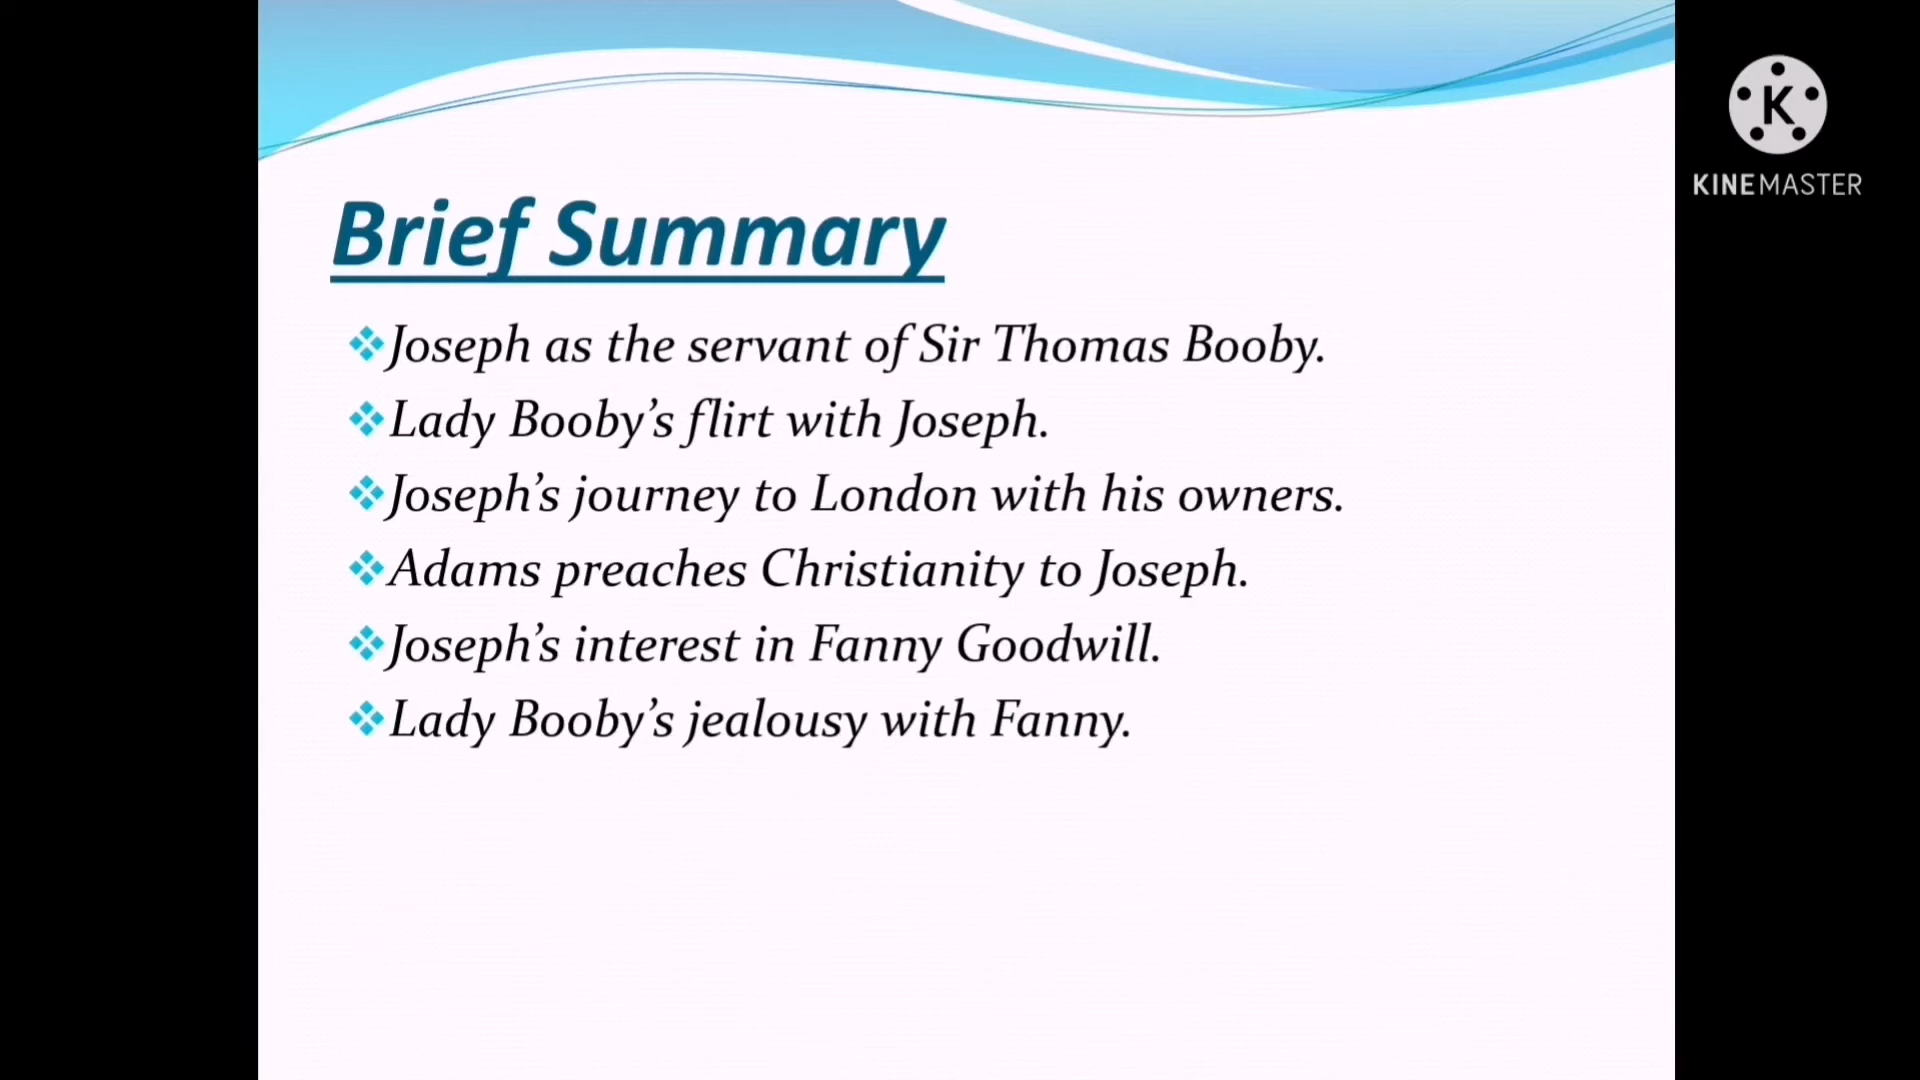 Brief Summary
Joseph as the servant of Sir Thomas Booby.
Lady Booby’s flirt with Joseph.
Joseph’s journey to London with his owners.
Adams preaches Christianity to Joseph.
Joseph’s interest in Fanny Goodwill.
Lady Booby’s jealousy with Fanny.
K
KINEMASTER